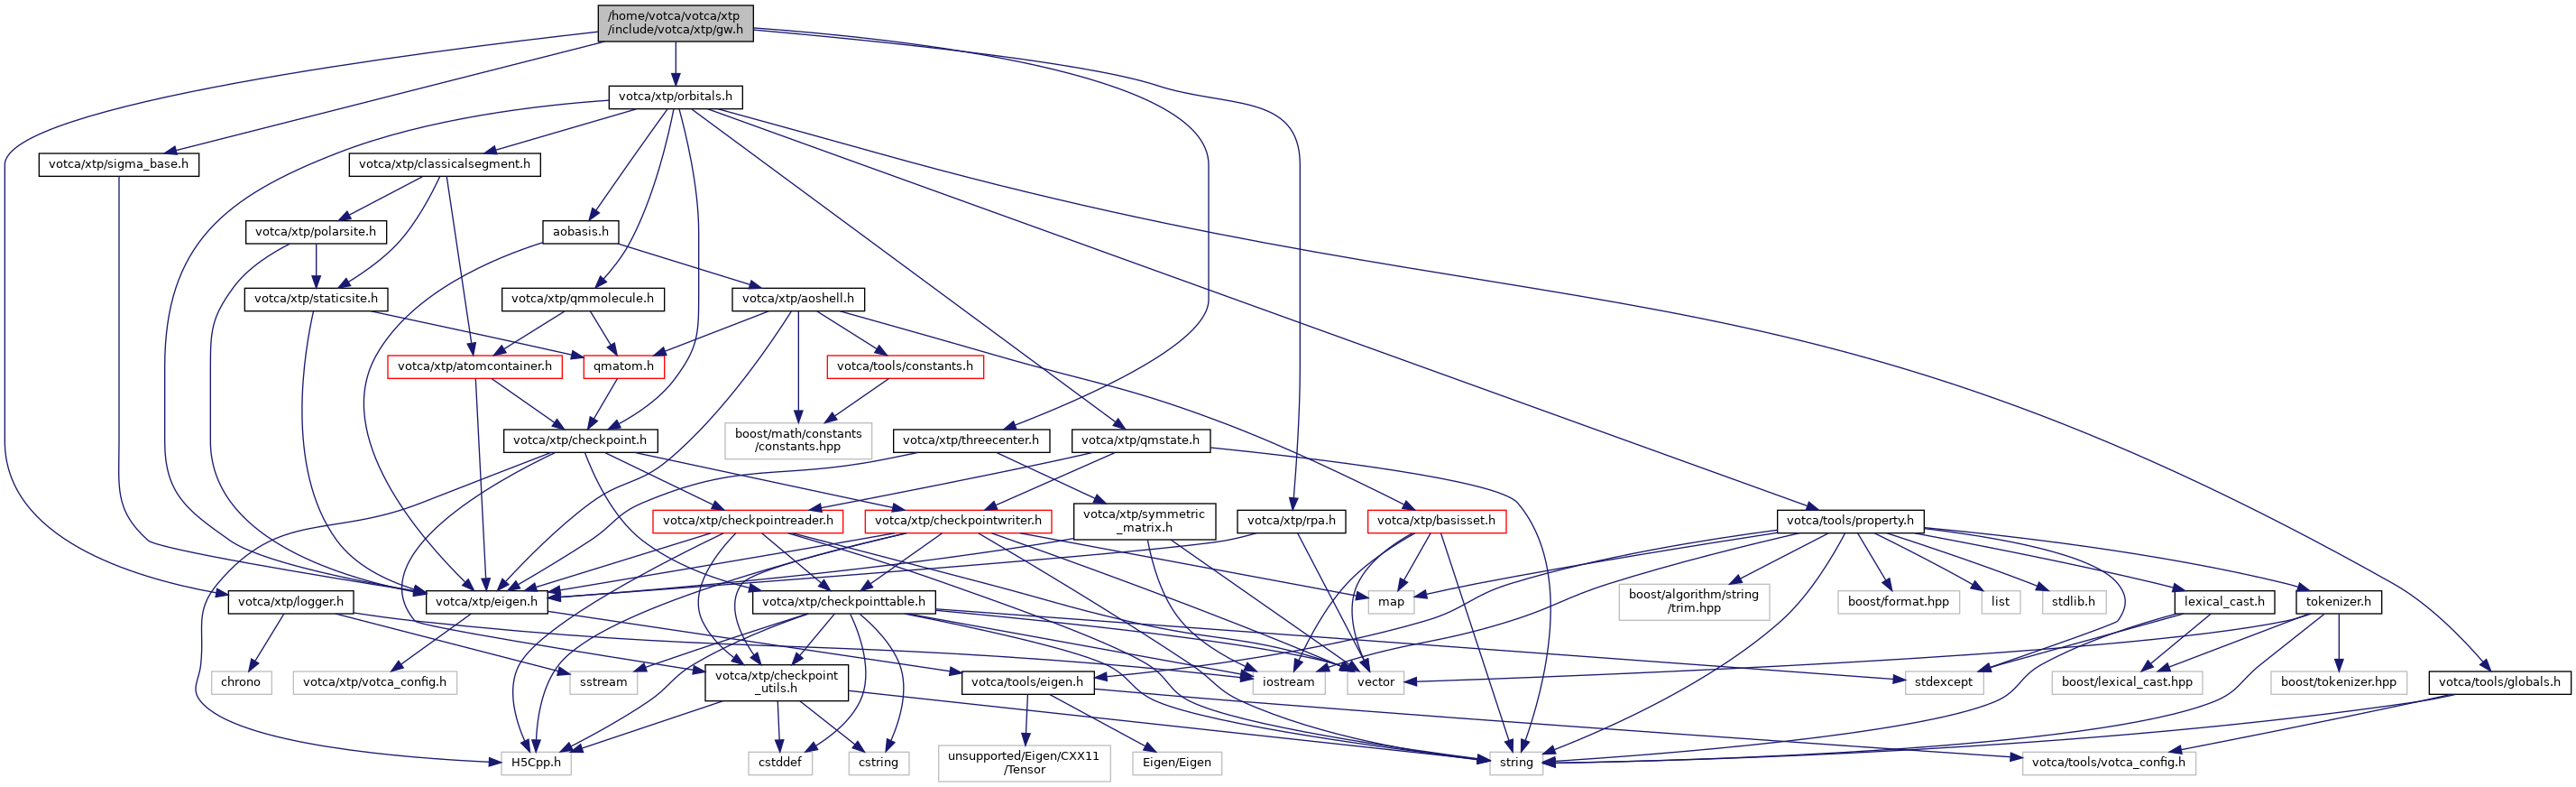 /home/votca/votca/xtp
/include/votca/xtp/gw.h
votca/xtp/orbitals.h
votca/xtp/sigma_base.h
votca/xtp/classicalsegment.h
votca/xtp/polarsite.h
aobasis.h
votca/xtp/staticsite.h
votca/xtp/qmmolecule.h
votca/xtp/aoshell.h
votca/xtp/atomcontainer.h
qmatom.h
votca/tools/constants.h
votca/xtp/checkpoint.h
boost/math/constants
/constants.hpp
votca/xtp/threecenter.h
votca/xtp/qmstate.h
votca/xtp/checkpointreader.h
votca/xtp/checkpointwriter.h
votca/xtp/symmetric
_matrix.h
votca/xtp/rpa.h
votca/xtp/basisset.h
votca/tools/property.h
votca/xtp/logger.h
votca/xtp/eigen.h
votca/xtp/checkpointtable.h
map
boost/algorithm/string
/trim.hpp
boost/format.hpp
list
stdlib.h
lexical_cast.h
tokenizer.h
chrono
votca/xtp/votca_config.h
sstream
votca/xtp/checkpoint
_utils.h
votca/tools/eigen.h
iostream
vector
stdexcept
boost/lexical_cast.hpp
boost/tokenizer.hpp
votca/tools/globals.h
H5Cpp.h
cstddef
cstring
unsupported/Eigen/CXX11
/Tensor
Eigen/Eigen
string
votca/tools/votca_config.h